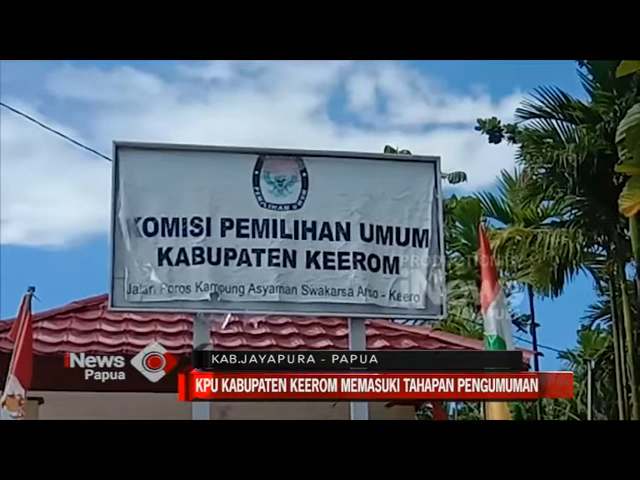 KOMISI PEMILIHAN UMUM
KABUPATEN KEEROM
Jalan Poros Kampung Asyaman Swakarsa Arso - Keero
iNews
Papua
KAB.JAYAPURA - PAPUA
KPU KABUPATEN KEEROM MEMASUKI TAHAPAN PENGUMUMAN